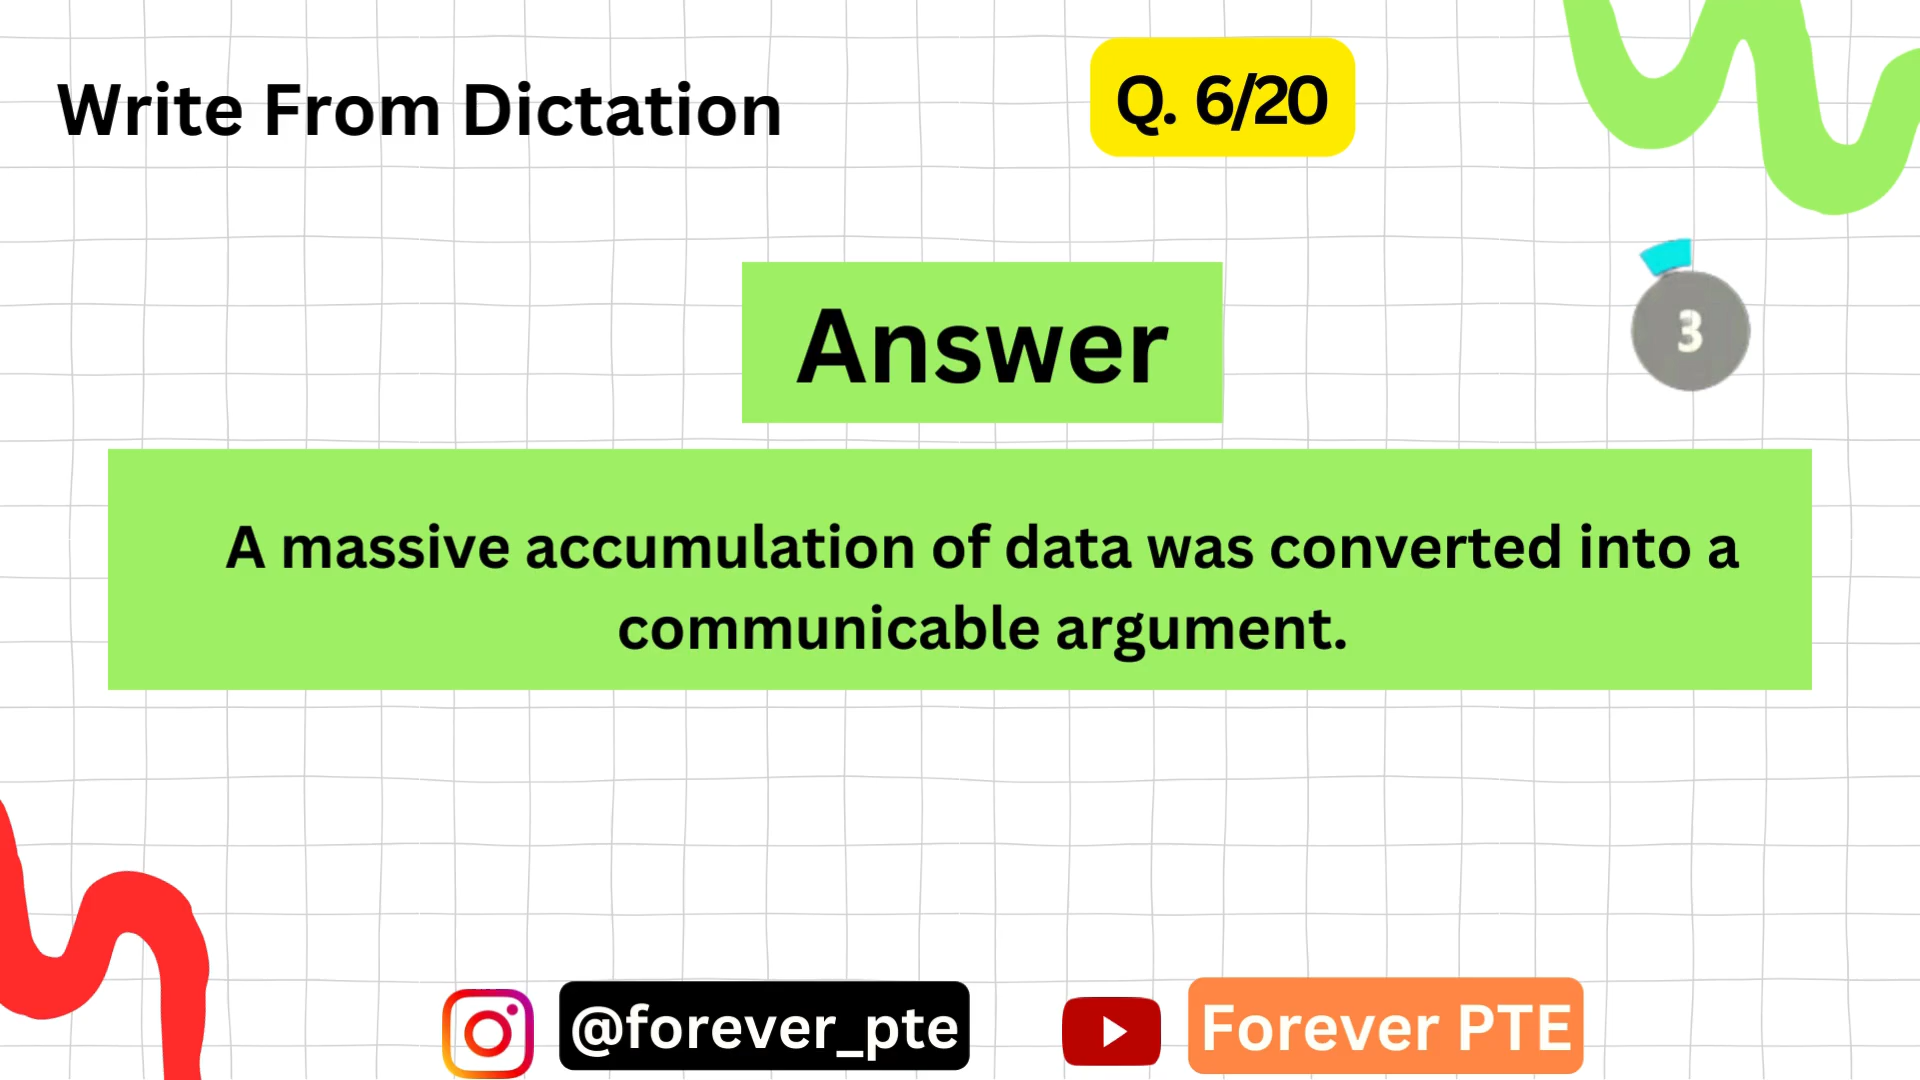 Write From Dictation
Q. 6/20
Answer
3
A massive accumulation of data was converted into a
communicable argument.
@forever_pte
Forever PTE